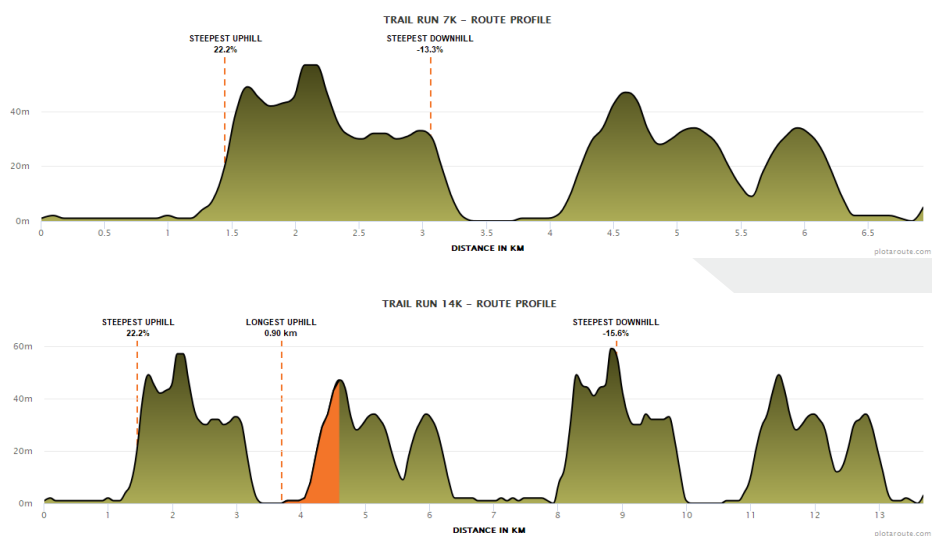 TRAIL RUN 7K – ROUTE PROFILE
STEEPEST UPHILL
22.2%
STEEPEST DOWNHILL
-13.3%
40m
20m
0m
0 0.5 1 1.5 2 2.5 3 3.5 4 4.5 5 5.5 6 6.5
DISTANCE IN KM
plotaroute.com
TRAIL RUN 14K – ROUTE PROFILE
STEEPEST UPHILL
22.2%
LONGEST UPHILL
0.90 km
STEEPEST DOWNHILL
-15.6%
60m
40m
20m
0m
0 1 2 3 4 5 6 7 8 9 10 11 12 13
DISTANCE IN KM
plotaroute.com